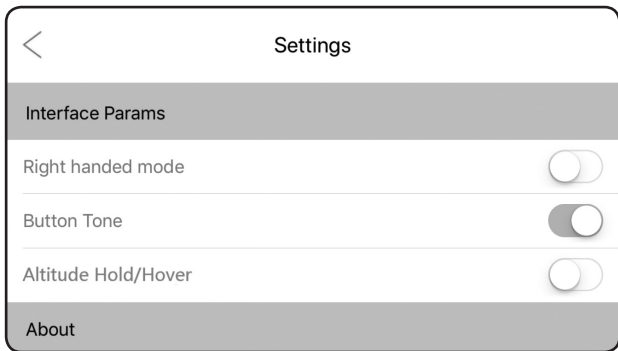 Settings
Interface Params
Right handed mode
Button Tone
Altitude Hold/Hover
About